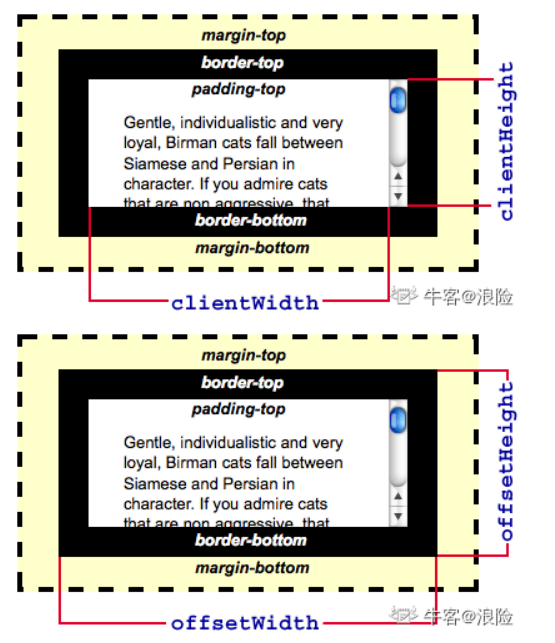 margin-top
border-top
padding-top
Gentle, individualistic and very
loyal, Birman cats fall between
Siamese and Persian in
character. If you admire cats
that are non aggressive, that
border-bottom
margin-bottom
clientHeight
clientWidth
牛客@浪险
margin-top
border-top
padding-top
Gentle, individualistic and very
loyal, Birman cats fall between
Siamese and Persian in
character. If you admire cats
that are non aggressive, that
border-bottom
margin-bottom
offsetHeight
offsetWidth
牛客@浪险